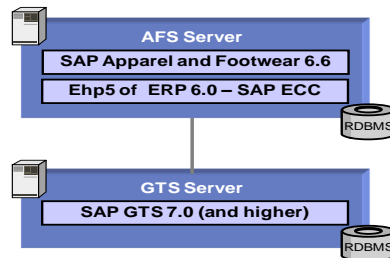 AFS Server
SAP Apparel and Footwear 6.6
Ehp5 of ERP 6.0 – SAP ECC
RDBMS
GTS Server
SAP GTS 7.0 (and higher)
RDBMS